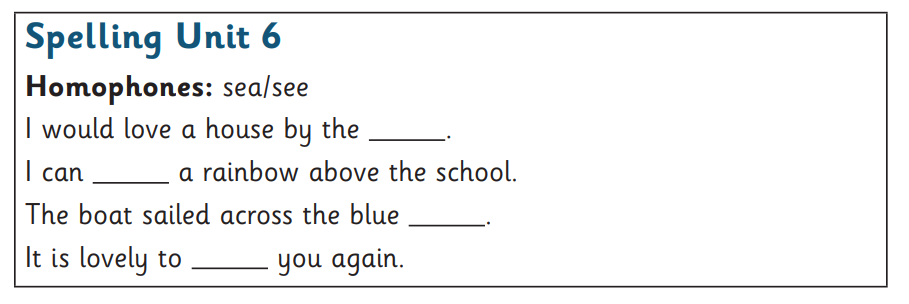 Spelling Unit 6
Homophones: sea/see
I would love a house by the ______.
I can ______ a rainbow above the school.
The boat sailed across the blue ______.
It is lovely to ______ you again.